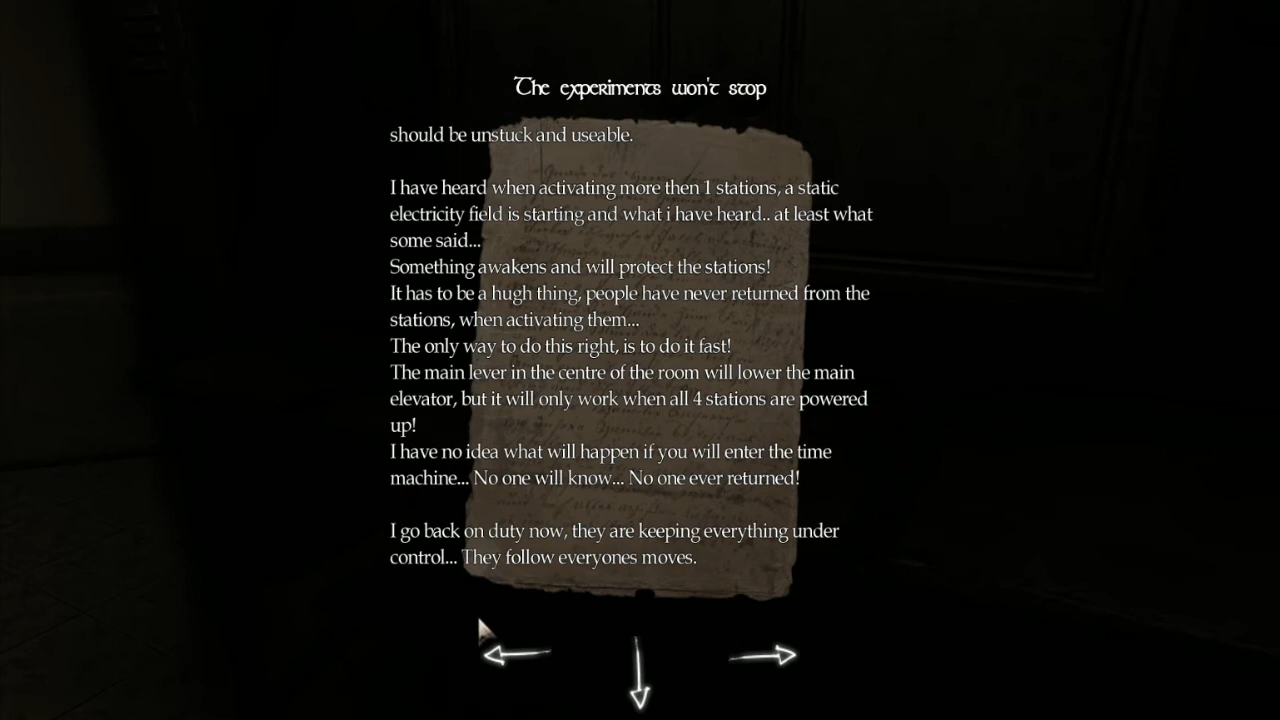 The experiments won't stop
should be unstuck and useable.
I have heard when activating more then 1 stations, a static
electricity field is starting and what i have heard.. at least what
some said...
Something awakens and will protect the stations!
It has to be a hugh thing, people have never returned from the
stations, when activating them...
The only way to do this right, is to do it fast!
The main lever in the centre of the room will lower the main
elevator, but it will only work when all 4 stations are powered
up!
I have no idea what will happen if you will enter the time
machine... No one will know... No one ever returned!
I go back on duty now, they are keeping everything under
control... They follow everyones moves.